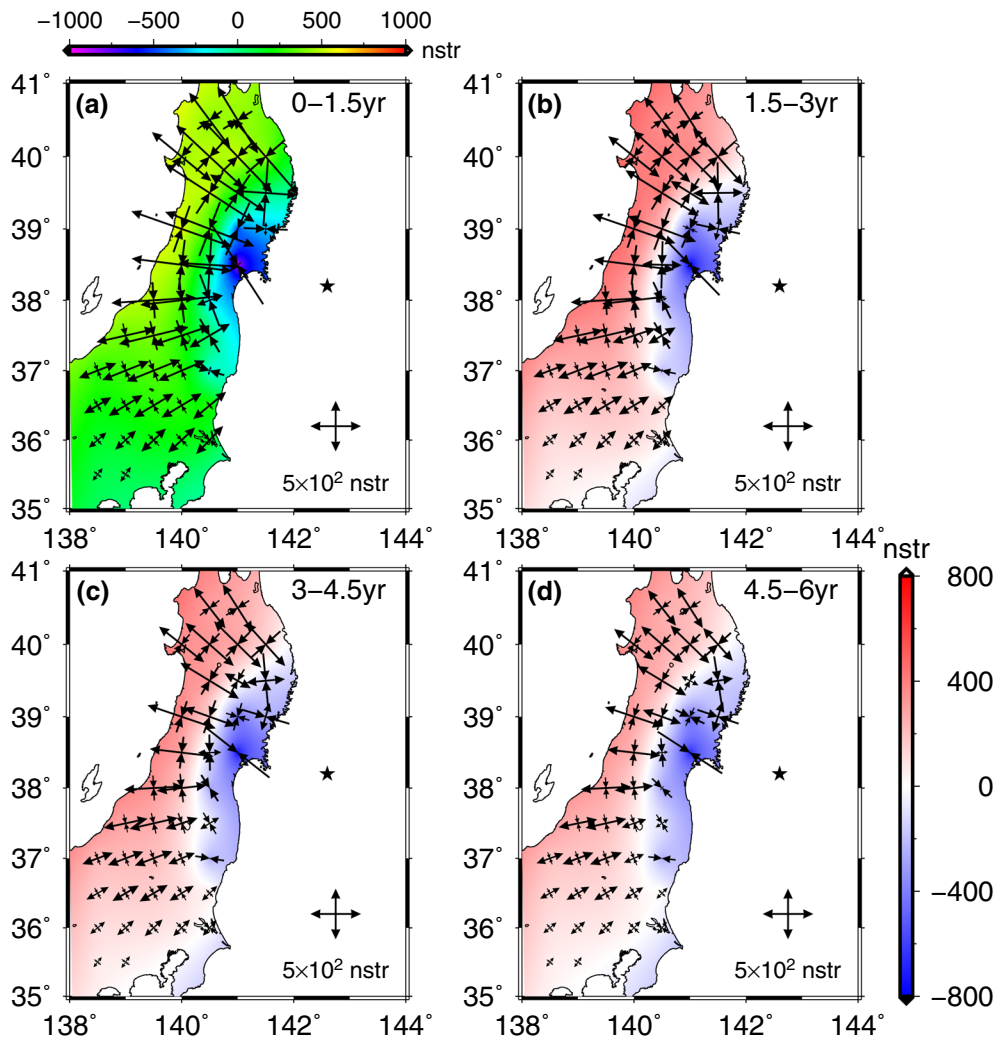 −1000 −500 0 500 1000
nstr
(a) 0−1.5yr
41˚
40˚
39˚
38˚
37˚
36˚
35˚
5×10² nstr
138˚ 140˚ 142˚ 144˚
(b) 1.5−3yr
41˚
40˚
39˚
38˚
37˚
36˚
35˚
5×10² nstr
138˚ 140˚ 142˚ 144˚
(c) 3−4.5yr
41˚
40˚
39˚
38˚
37˚
36˚
35˚
5×10² nstr
138˚ 140˚ 142˚ 144˚
(d) 4.5−6yr
41˚
40˚
39˚
38˚
37˚
36˚
35˚
5×10² nstr
138˚ 140˚ 142˚ 144˚
nstr
800
400
0
−400
−800